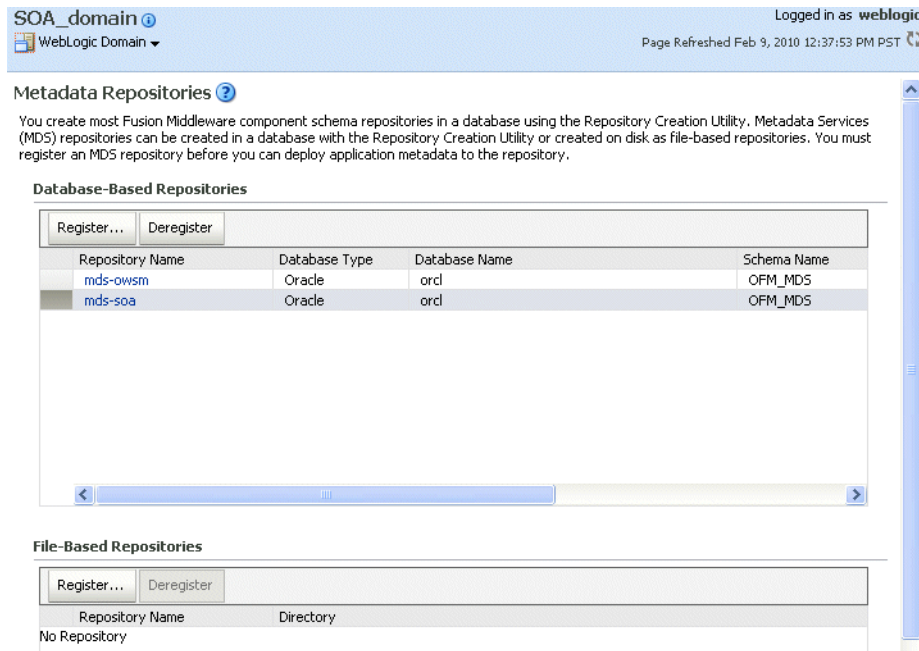 SOA_domain
Logged in as weblogic
WebLogic Domain
Page Refreshed Feb 9, 2010 12:37:53 PM PST
Metadata Repositories
You create most Fusion Middleware component schema repositories in a database using the Repository Creation Utility. Metadata Services
(MDS) repositories can be created in a database with the Repository Creation Utility or created on disk as file-based repositories. You must
register an MDS repository before you can deploy application metadata to the repository.
Database-Based Repositories
Register... Deregister
Repository Name Database Type Database Name Schema Name
mds-owsm Oracle orcl OFM_MDS
mds-soa Oracle orcl OFM_MDS
File-Based Repositories
Register... Deregister
Repository Name Directory
No Repository